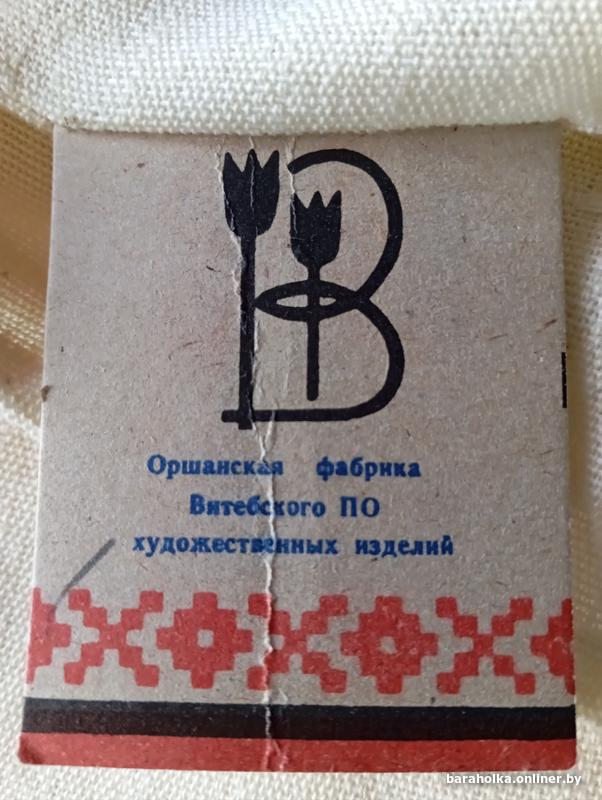 В
Оршанская фабрика
Витебского ПО
художественных изделий
baraholka.onliner.by